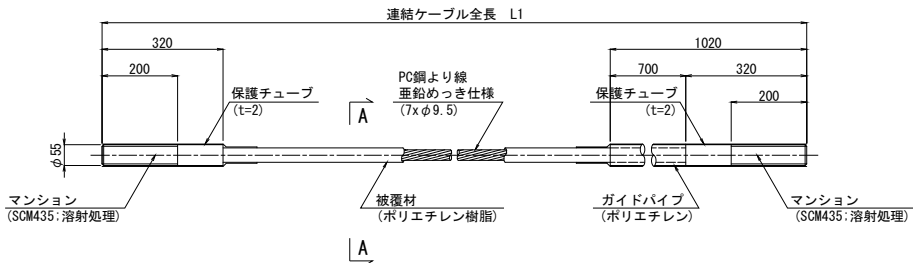 連結ケーブル全長 L1
320
1020
200
700
320
200
保護チューブ
(t=2)
PC鋼より線
亜鉛めっき仕様
(7xφ9.5)
保護チューブ
(t=2)
A
φ55
マンション
(SCM435;溶射処理)
被覆材
(ポリエチレン樹脂)
ガイドパイプ
(ポリエチレン)
マンション
(SCM435;溶射処理)
A